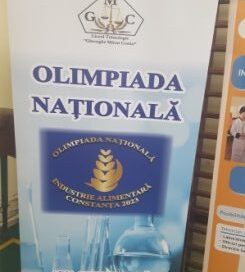 M
G C
Liceul Tehnologic
"Gheorghe Miron Costin"
OLIMPIADA
NAȚIONALĂ
OLIMPIADA NAȚIONALĂ
INDUSTRIE ALIMENTARĂ
CONSTANȚA 2023